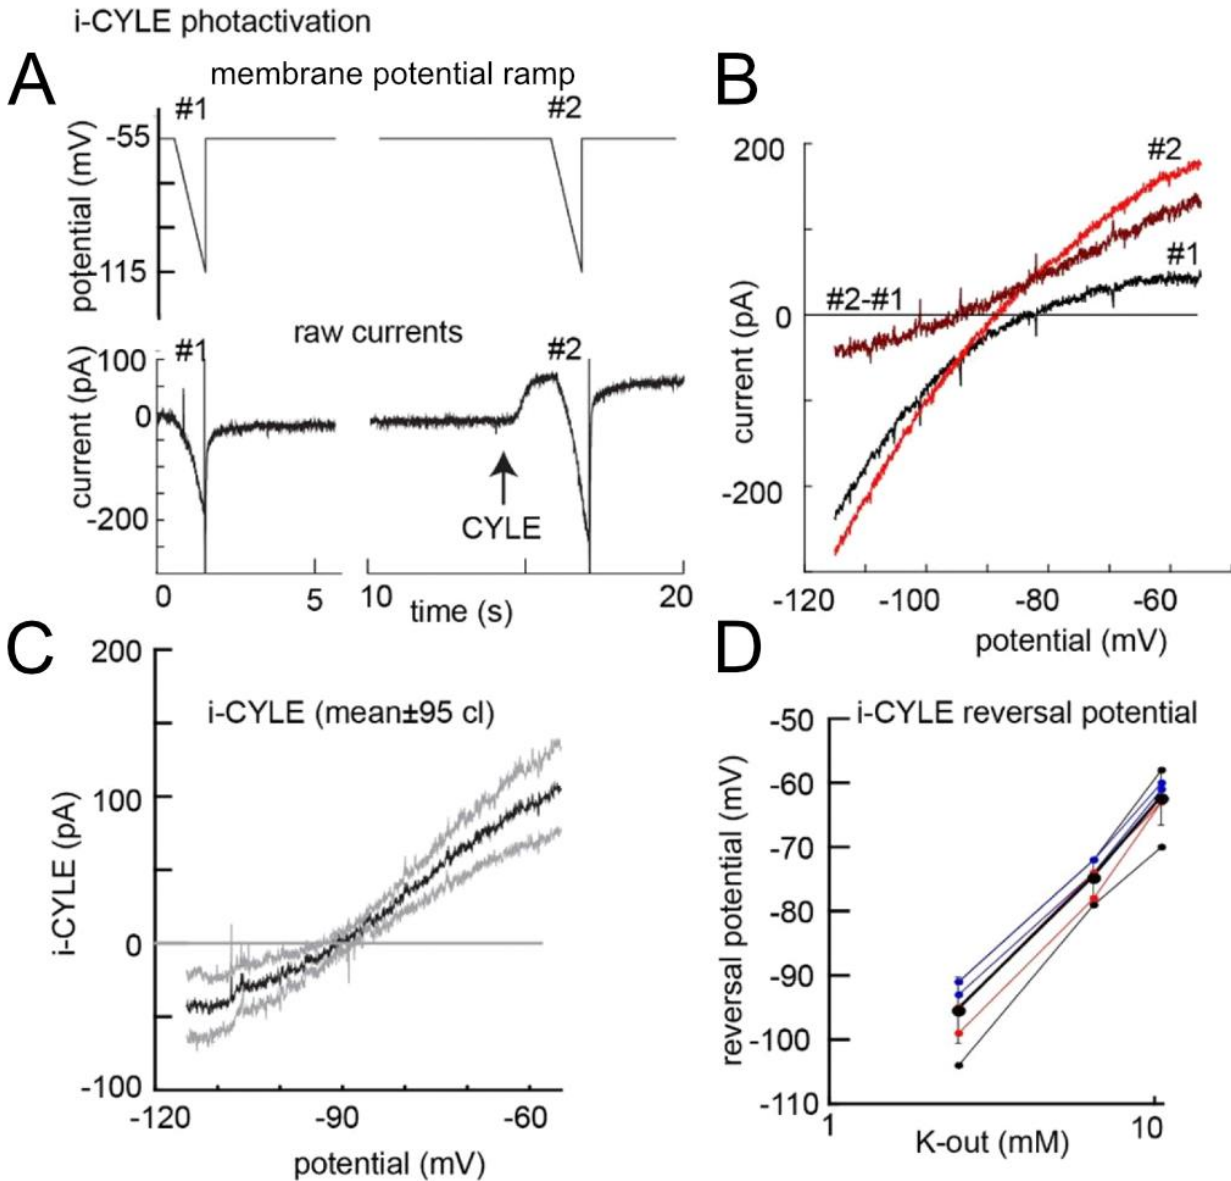 i-CYLE photactivation
A
membrane potential ramp
#1
#2
-55
-115
potential (mV)
raw currents
#1
#2
100
0
-200
current (pA)
CYLE
0
5
10
20
time (s)
B
200
0
-200
current (pA)
#2
#1
#2-#1
-120
-100
-80
-60
potential (mV)
C
200
100
0
-100
i-CYLE (pA)
i-CYLE (mean±95 cl)
-120
-90
-60
potential (mV)
D
i-CYLE reversal potential
-50
-60
-70
-80
-90
-100
-110
reversal potential (mV)
1
10
K-out (mM)